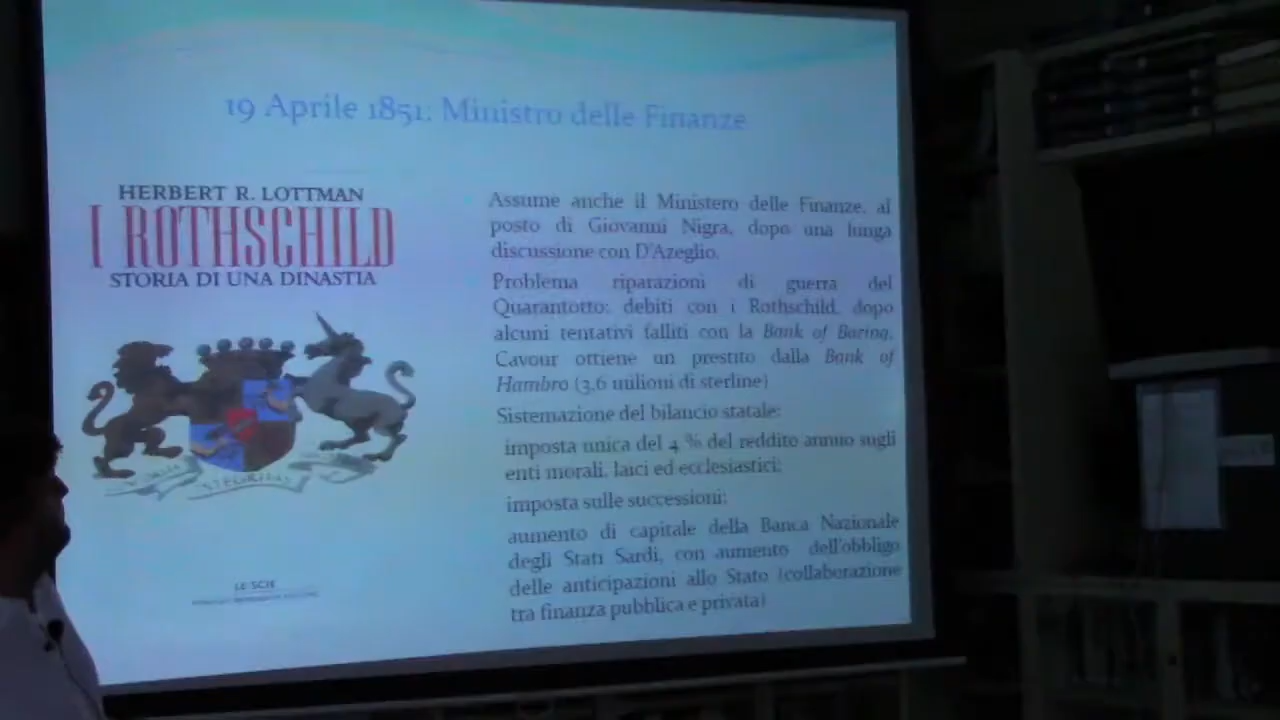 19 Aprile 1851: Ministro delle Finanze
HERBERT R. LOTTMAN
I ROTHSCHILD
STORIA DI UNA DINASTIA
LE SCIE
Assume anche il Ministero delle Finanze, al
posto di Giovanni Nigra, dopo una lunga
discussione con D'Azeglio.
Problema riparazioni di guerra del
Quarantotto: debiti con i Rothschild, dopo
alcuni tentativi falliti con la Bank of Baring,
Cavour ottiene un prestito dalla Bank of
Hambro (3,6 milioni di sterline)
Sistemazione del bilancio statale:
imposta unica del 4 % del reddito annuo sugli
enti morali, laici ed ecclesiastici;
imposta sulle successioni;
aumento di capitale della Banca Nazionale
degli Stati Sardi, con aumento dell'obbligo
delle anticipazioni allo Stato (collaborazione
tra finanza pubblica e privata)